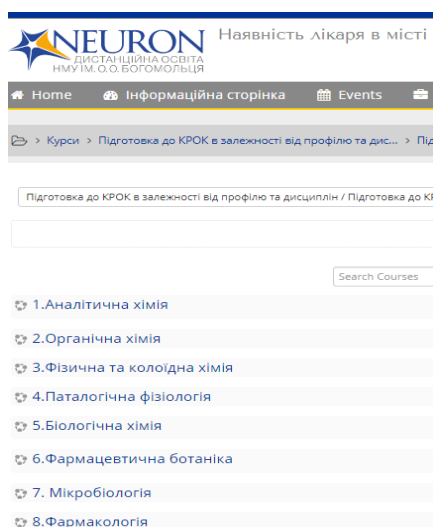 NEURON
ДИСТАНЦІЙНА ОСВІТА
НМУ ІМ. О.О. БОГОМОЛЬЦЯ
Наявність лікаря в місті
Home Інформаційна сторінка Events
> Курси > Підготовка до КРОК в залежності від профілю та дис... > Під
Підготовка до КРОК в залежності від профілю та дисциплін / Підготовка до КР
Search Courses
1.Аналітична хімія
2.Органічна хімія
3.Фізична та колоїдна хімія
4.Паталогічна фізіологія
5.Біологічна хімія
6.Фармацевтична ботаніка
7. Мікробіологія
8.Фармакологія